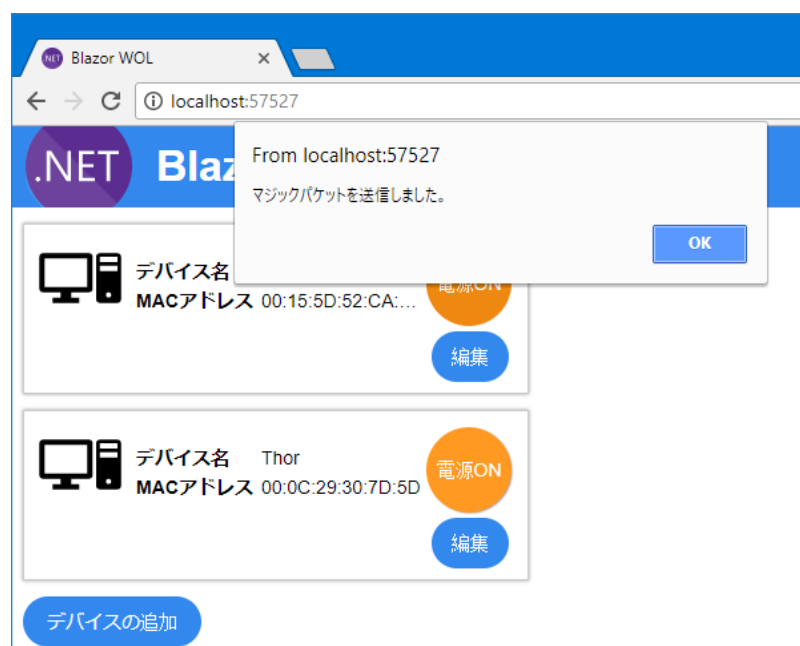 NET Blazor WOL
localhost:57527
.NET Blaz
From localhost:57527
マジックパケットを送信しました。
OK
デバイス名
電源ON
MACアドレス 00:15:5D:52:CA:...
編集
デバイス名 Thor
電源ON
MACアドレス 00:0C:29:30:7D:5D
編集
デバイスの追加